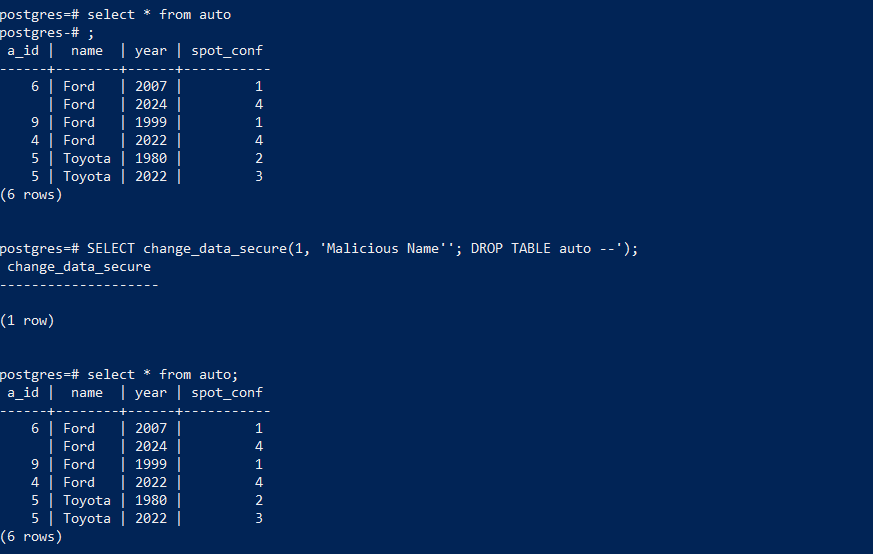 postgres=# select * from auto
postgres-# ;
 a_id |  name  | year | spot_conf
------+--------+------+-----------
    6 | Ford   | 2007 |         1
      | Ford   | 2024 |         4
    9 | Ford   | 1999 |         1
    4 | Ford   | 2022 |         4
    5 | Toyota | 1980 |         2
    5 | Toyota | 2022 |         3
(6 rows)
postgres=# SELECT change_data_secure(1, 'Malicious Name''; DROP TABLE auto --');
 change_data_secure
--------------------
(1 row)
postgres=# select * from auto;
 a_id |  name  | year | spot_conf
------+--------+------+-----------
    6 | Ford   | 2007 |         1
      | Ford   | 2024 |         4
    9 | Ford   | 1999 |         1
    4 | Ford   | 2022 |         4
    5 | Toyota | 1980 |         2
    5 | Toyota | 2022 |         3
(6 rows)